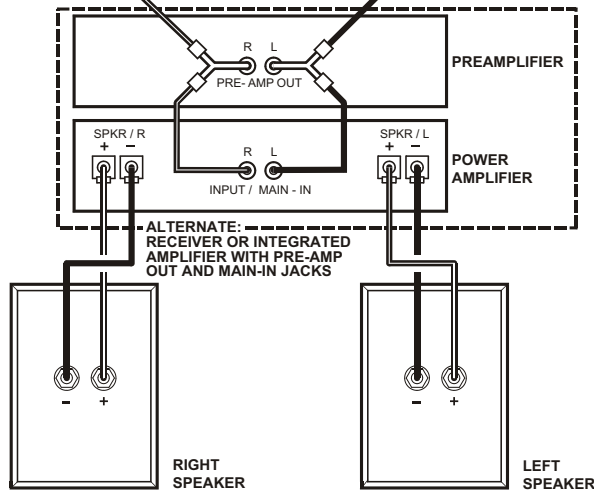 R L
PREAMPLIFIER
PRE- AMP OUT
SPKR / R
+ −
R L
INPUT / MAIN - IN
SPKR / L
+ −
POWER
AMPLIFIER
ALTERNATE:
RECEIVER OR INTEGRATED
AMPLIFIER WITH PRE-AMP
OUT AND MAIN-IN JACKS
− +
− +
RIGHT
SPEAKER
LEFT
SPEAKER